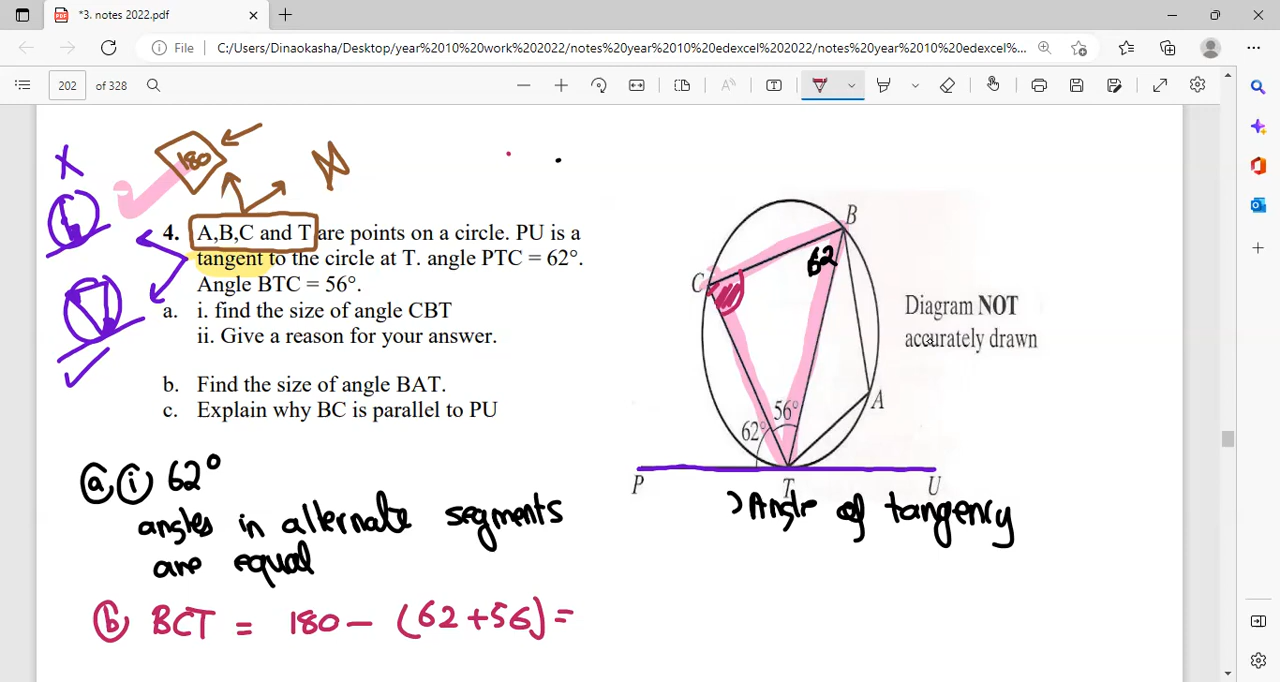 *3. notes 2022.pdf
File
C:/Users/Dinaokasha/Desktop/year%2010%20work%202022/notes%20year%2010%20edexcel%202022/notes%20year%2010%20edexcel%202022/notes%20ye...
202 of 328
X
180
4. A,B,C and T are points on a circle. PU is a
tangent to the circle at T. angle PTC = 62°.
Angle BTC = 56°.
a. i. find the size of angle CBT
ii. Give a reason for your answer.
b. Find the size of angle BAT.
c. Explain why BC is parallel to PU
B
62
C
Diagram NOT
accurately drawn
A
56°
62°
P
T
U
Angle of tangency
a i 62°
angles in alternate segments
are equal
b BCT = 180 - (62+56) =